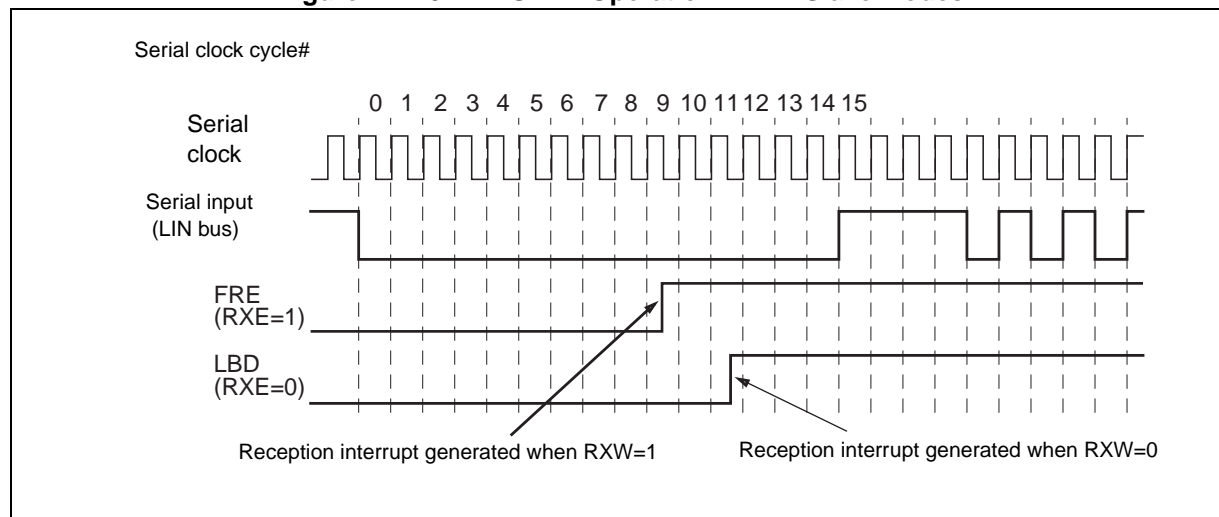 Serial clock cycle#
0 1 2 3 4 5 6 7 8 9 10 11 12 13 14 15
Serial
clock
Serial input
(LIN bus)
FRE
(RXE=1)
LBD
(RXE=0)
Reception interrupt generated when RXW=1
Reception interrupt generated when RXW=0